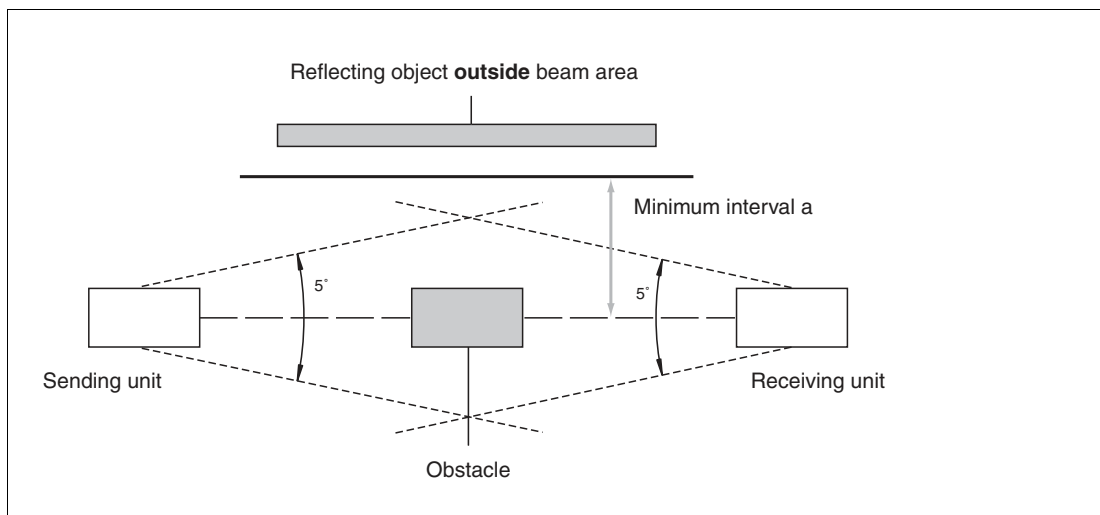 Reflecting object outside beam area
Minimum interval a
5°
5°
Sending unit
Receiving unit
Obstacle